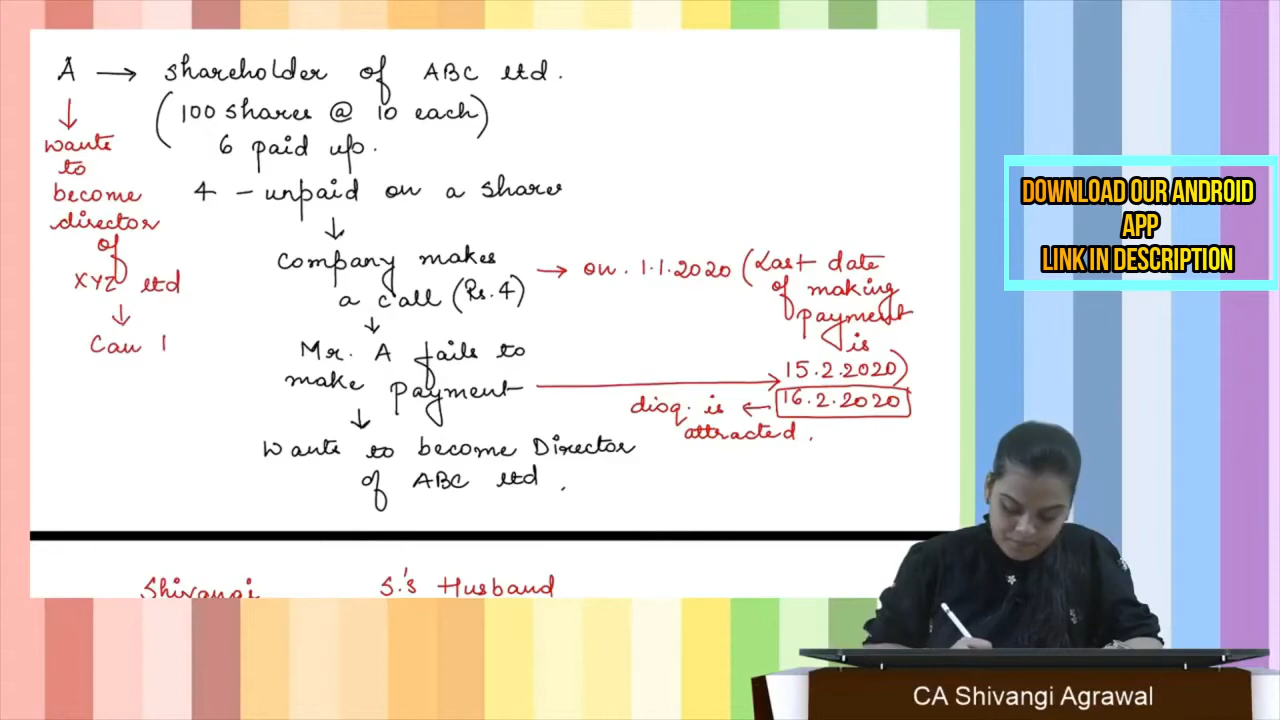 A → shareholder of ABC ltd.
(100 shares @ 10 each)
6 paid up.
4 - unpaid on a share
↓
Company makes
a call (Rs. 4)
↓
Mr. A fails to
make payment
↓
Wants to become Director
of ABC ltd.
↓
wants
to
become
director
of
XYZ ltd
↓
Can I
→ on 1.1.2020 (Last date
of making
payment
is
15.2.2020)
16.2.2020
disq. is ←
attracted.
Shivangi S.'s Husband
DOWNLOAD OUR ANDROID
APP
LINK IN DESCRIPTION
CA Shivangi Agrawal